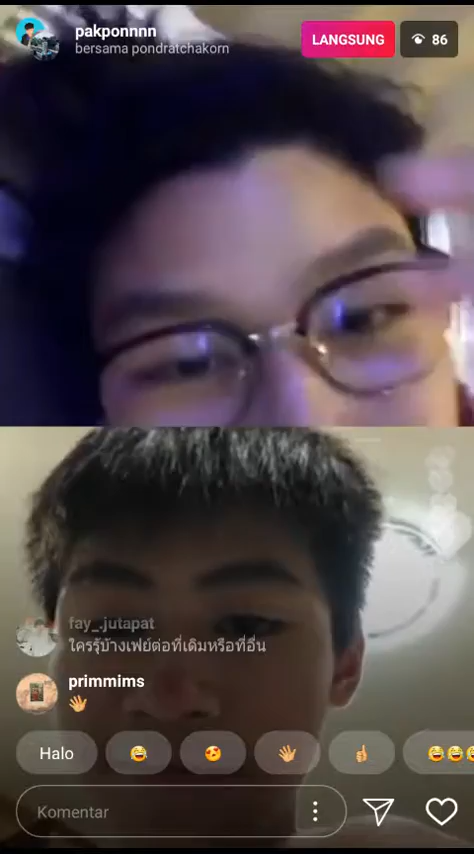 pakponnnn
LANGSUNG
86
bersama pondratchakorn
fay_.jutapat
ใครรู้บ้างเฟย์ต่อที่เดิมหรือที่อื่น
primmims
👋
Halo
😂
😍
👋
👍
😂😂😂
Komentar